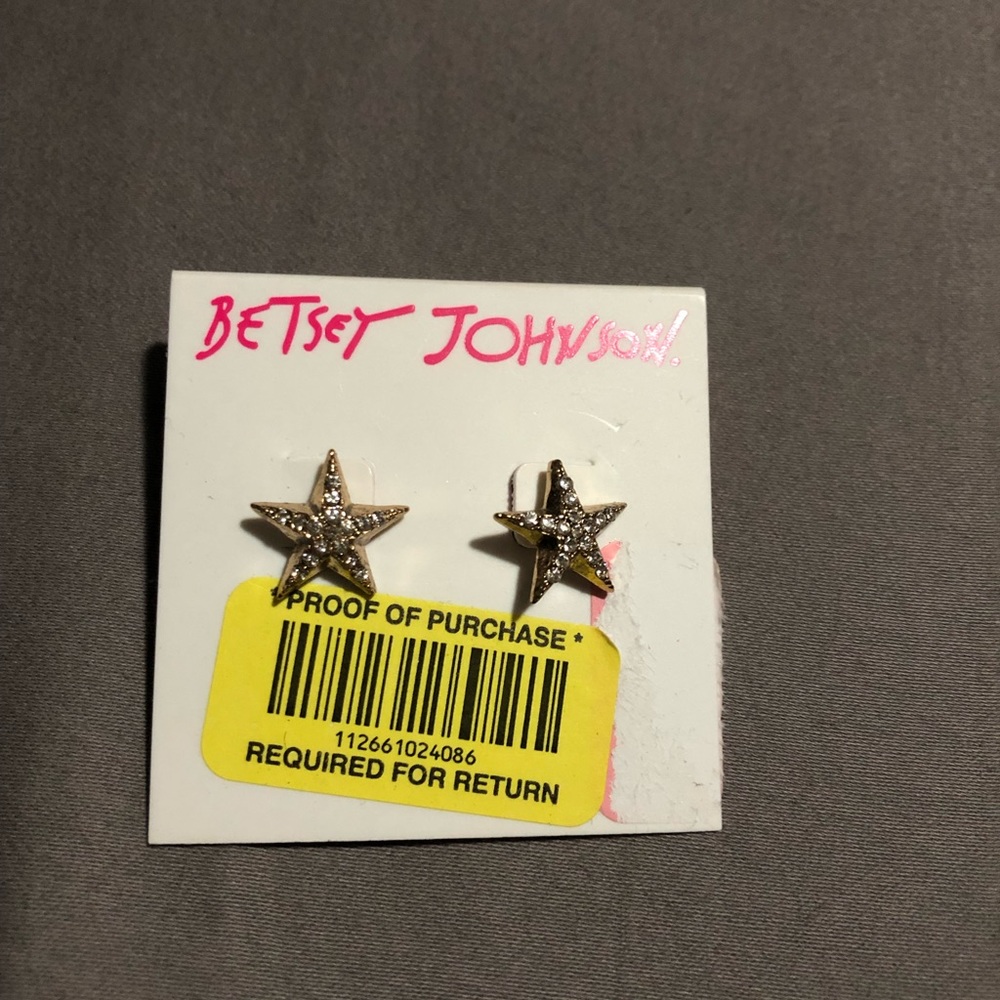 BETSEY JOHNSON.
*PROOF OF PURCHASE *
112661024086
REQUIRED FOR RETURN